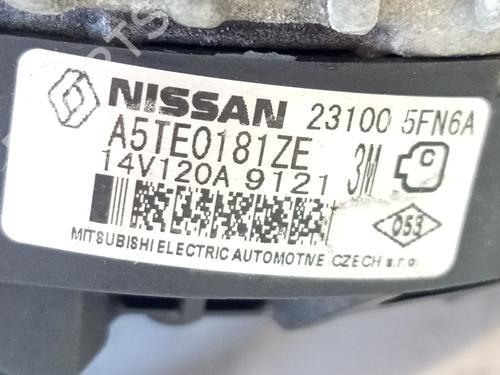 NISSAN 23100 5FN6A
A5TE0181ZE
14V120A 9121 3M C
053
MITSUBISHI ELECTRIC AUTOMOTIVE CZECH s.r.o.